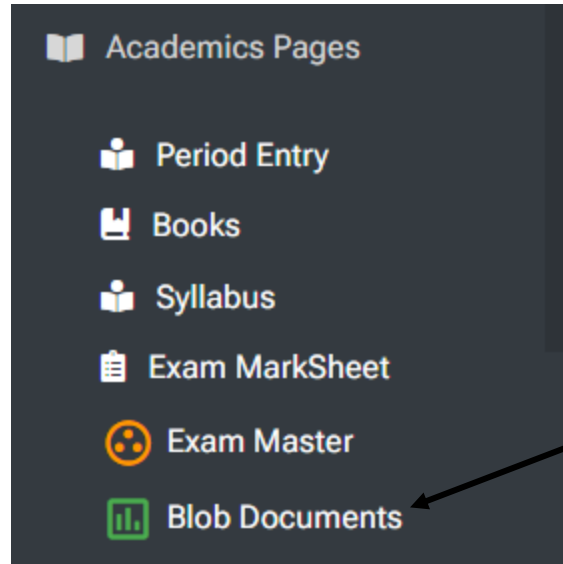 Academics Pages
Period Entry
Books
Syllabus
Exam MarkSheet
Exam Master
Blob Documents